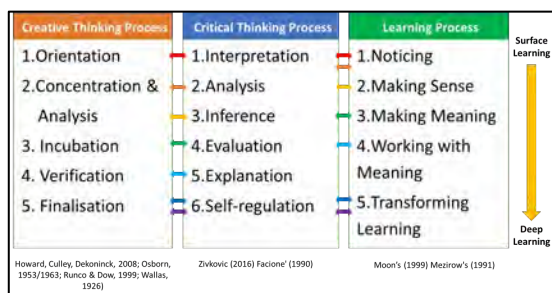 Creative Thinking Process
1.Orientation
2.Concentration &
Analysis
3. Incubation
4. Verification
5. Finalisation
Critical Thinking Process
1.Interpretation
2.Analysis
3.Inference
4.Evaluation
5.Explanation
6.Self-regulation
Learning Process
1.Noticing
2.Making Sense
3.Making Meaning
4.Working with
Meaning
5.Transforming
Learning
Surface
Learning
Deep
Learning
Howard, Culley, Dekoninck, 2008; Osborn,
1953/1963; Runco & Dow, 1999; Wallas,
1926)
Zivkovic (2016) Facione' (1990)
Moon's (1999) Mezirow's (1991)